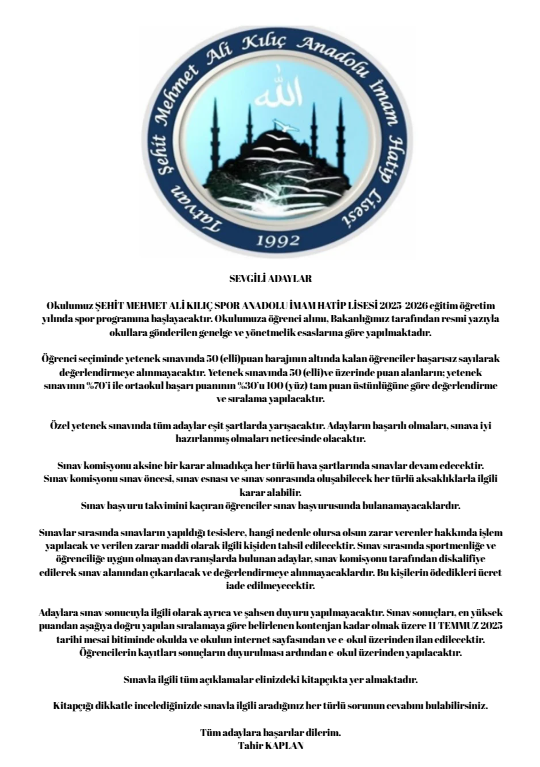 Tatvan Şehit Mehmet Ali Kılıç Anadolu İmam Hatip Lisesi
الله
1992
SEVGİLİ ADAYLAR
Okulumuz ŞEHİT MEHMET ALİ KILIÇ SPOR ANADOLU İMAM HATİP LİSESİ 2025-2026 eğitim öğretim
yılında spor programına başlayacaktır. Okulumuza öğrenci alımı, Bakanlığımız tarafından resmi yazıyla
okullara gönderilen genelge ve yönetmelik esaslarına göre yapılmaktadır.
Öğrenci seçiminde yetenek sınavında 50 (elli)puan barajının altında kalan öğrenciler başarısız sayılarak
değerlendirmeye alınmayacaktır. Yetenek sınavında 50 (elli)ve üzerinde puan alanların; yetenek
sınavının %70'i ile ortaokul başarı puanının %30'u 100 (yüz) tam puan üstünlüğüne göre değerlendirme
ve sıralama yapılacaktır.
Özel yetenek sınavında tüm adaylar eşit şartlarda yarışacaktır. Adayların başarılı olmaları, sınava iyi
hazırlanmış olmaları neticesinde olacaktır.
Sınav komisyonu aksine bir karar almadıkça her türlü hava şartlarında sınavlar devam edecektir.
Sınav komisyonu sınav öncesi, sınav esnası ve sınav sonrasında oluşabilecek her türlü aksaklıklarla ilgili
karar alabilir.
Sınav başvuru takvimini kaçıran öğrenciler sınav başvurusunda bulunamayacaklardır.
Sınavlar sırasında sınavların yapıldığı tesislere, hangi nedenle olursa olsun zarar verenler hakkında işlem
yapılacak ve verilen zarar maddi olarak ilgili kişiden tahsil edilecektir. Sınav sırasında sportmenliğe ve
öğrenciliğe uygun olmayan davranışlarda bulunan adaylar, sınav komisyonu tarafından diskalifiye
edilerek sınav alanından çıkarılacak ve değerlendirmeye alınmayacaklardır. Bu kişilerin ödedikleri ücret
iade edilmeyecektir.
Adaylara sınav sonucuyla ilgili olarak ayrıca ve şahsen duyuru yapılmayacaktır. Sınav sonuçları, en yüksek
puandan aşağıya doğru yapılan sıralamaya göre belirlenen kontenjan kadar olmak üzere 11 TEMMUZ 2025
tarihi mesai bitiminde okulda ve okulun internet sayfasından ve e-okul üzerinden ilan edilecektir.
Öğrencilerin kayıtları sonuçların duyurulması ardından e-okul üzerinden yapılacaktır.
Sınavla ilgili tüm açıklamalar elinizdeki kitapçıkta yer almaktadır.
Kitapçığı dikkatle incelediğinizde sınavla ilgili aradığınız her türlü sorunun cevabını bulabilirsiniz.
Tüm adaylara başarılar dilerim.
Tahir KAPLAN